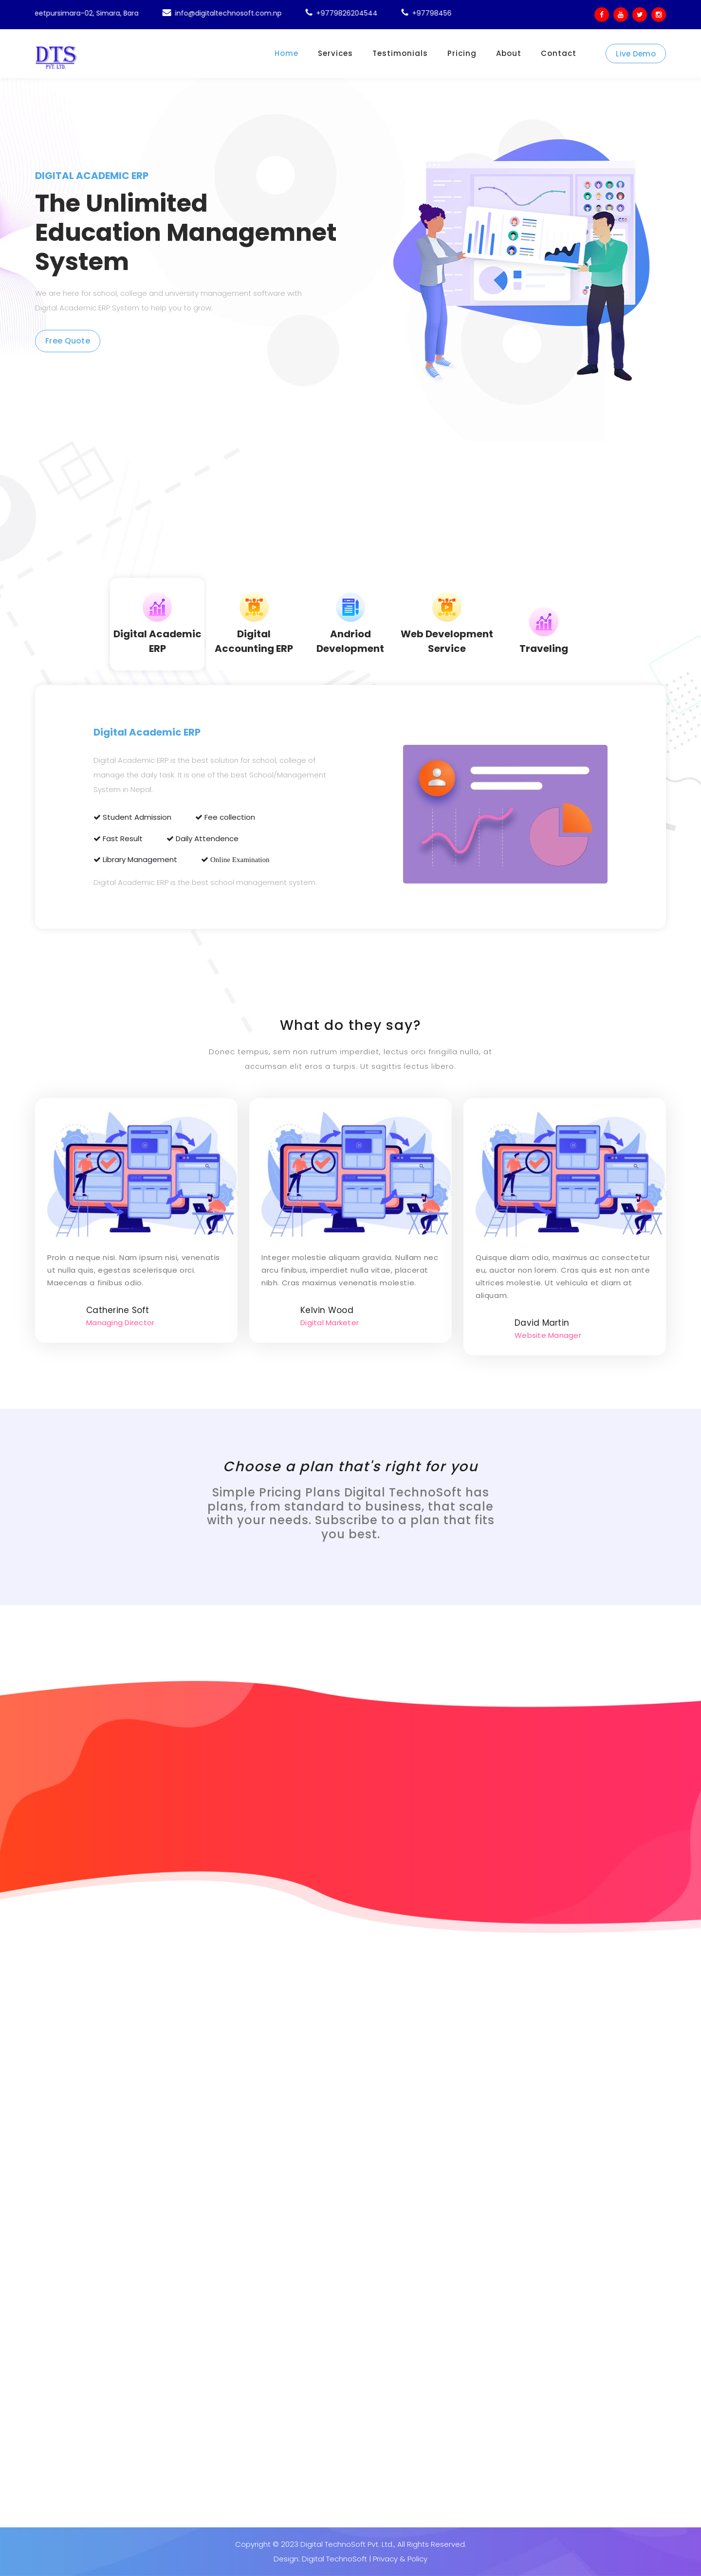 eetpursimara-02, Simara, Bara
info@digitaltechnosoft.com.np
+9779826204544
+97798456
DTS
PVT. LTD.
Home
Services
Testimonials
Pricing
About
Contact
Live Demo
DIGITAL ACADEMIC ERP
The Unlimited
Education Managemnet
System
We are here for school, college and university management software with
Digital Academic ERP System to help you to grow.
Free Quote
Digital Academic
ERP
Digital
Accounting ERP
Andriod
Development
Web Development
Service
Traveling
Digital Academic ERP
Digital Academic ERP is the best solution for school, college of
manage the daily task. It is one of the best School/Management
System in Nepal.
Student Admission
Fee collection
Fast Result
Daily Attendence
Library Management
Online Examination
Digital Academic ERP is the best school management system.
What do they say?
Donec tempus, sem non rutrum imperdiet, lectus orci fringilla nulla, at
accumsan elit eros a turpis. Ut sagittis lectus libero.
Proin a neque nisi. Nam ipsum nisi, venenatis
ut nulla quis, egestas scelerisque orci.
Maecenas a finibus odio.
Catherine Soft
Managing Director
Integer molestie aliquam gravida. Nullam nec
arcu finibus, imperdiet nulla vitae, placerat
nibh. Cras maximus venenatis molestie.
Kelvin Wood
Digital Marketer
Quisque diam odio, maximus ac consectetur
eu, auctor non lorem. Cras quis est non ante
ultrices molestie. Ut vehicula et diam at
aliquam.
David Martin
Website Manager
Choose a plan that's right for you
Simple Pricing Plans Digital TechnoSoft has
plans, from standard to business, that scale
with your needs. Subscribe to a plan that fits
you best.
Copyright © 2023 Digital TechnoSoft Pvt. Ltd., All Rights Reserved.
Design: Digital TechnoSoft | Privacy & Policy